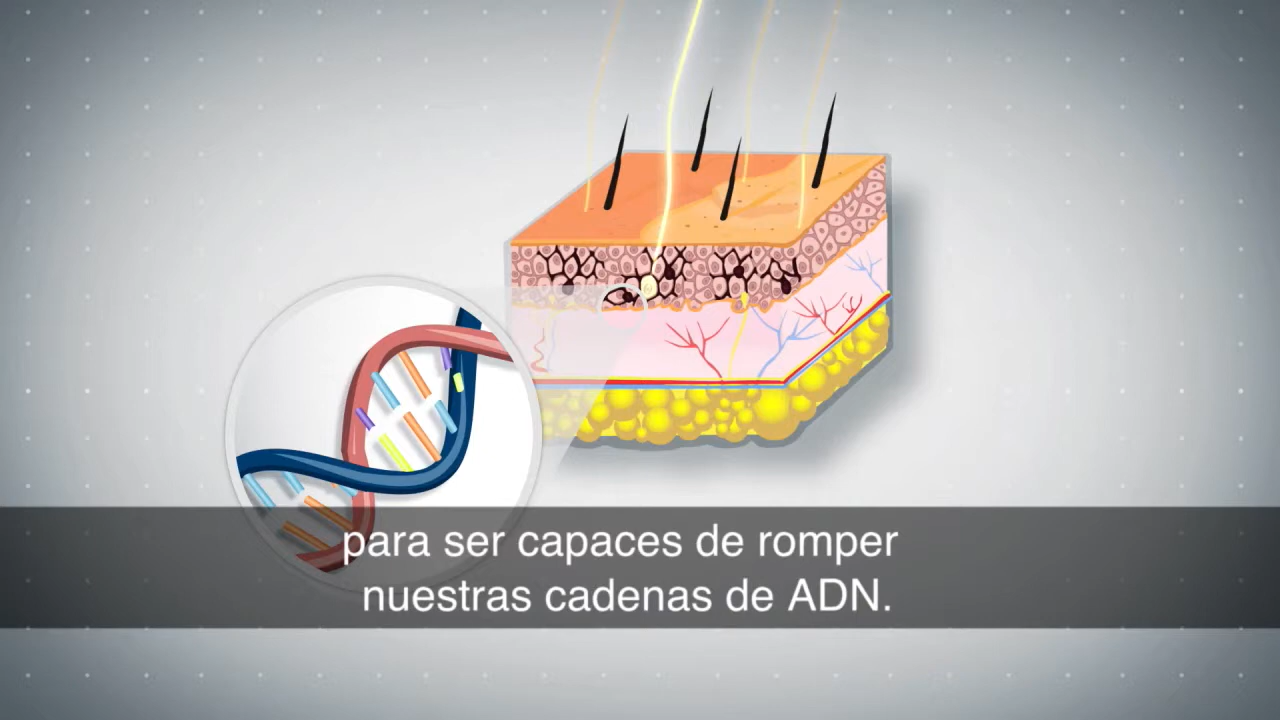 para ser capaces de romper
nuestras cadenas de ADN.